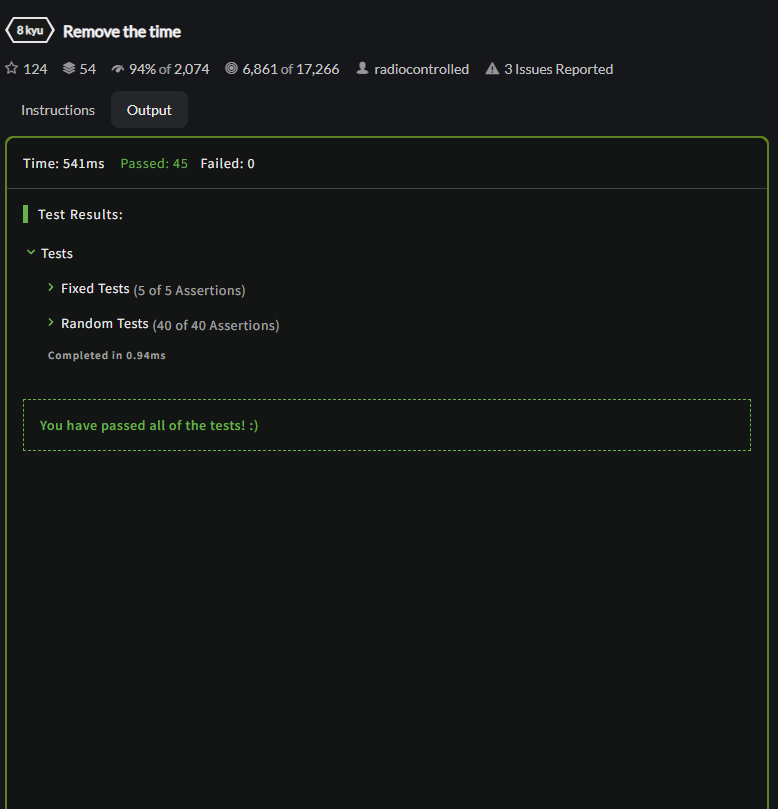 8 kyu Remove the time
124 54 94% of 2,074 6,861 of 17,266 radiocontrolled 3 Issues Reported
Instructions Output
Time: 541ms Passed: 45 Failed: 0
Test Results:
Tests
Fixed Tests (5 of 5 Assertions)
Random Tests (40 of 40 Assertions)
Completed in 0.94ms
You have passed all of the tests! :)